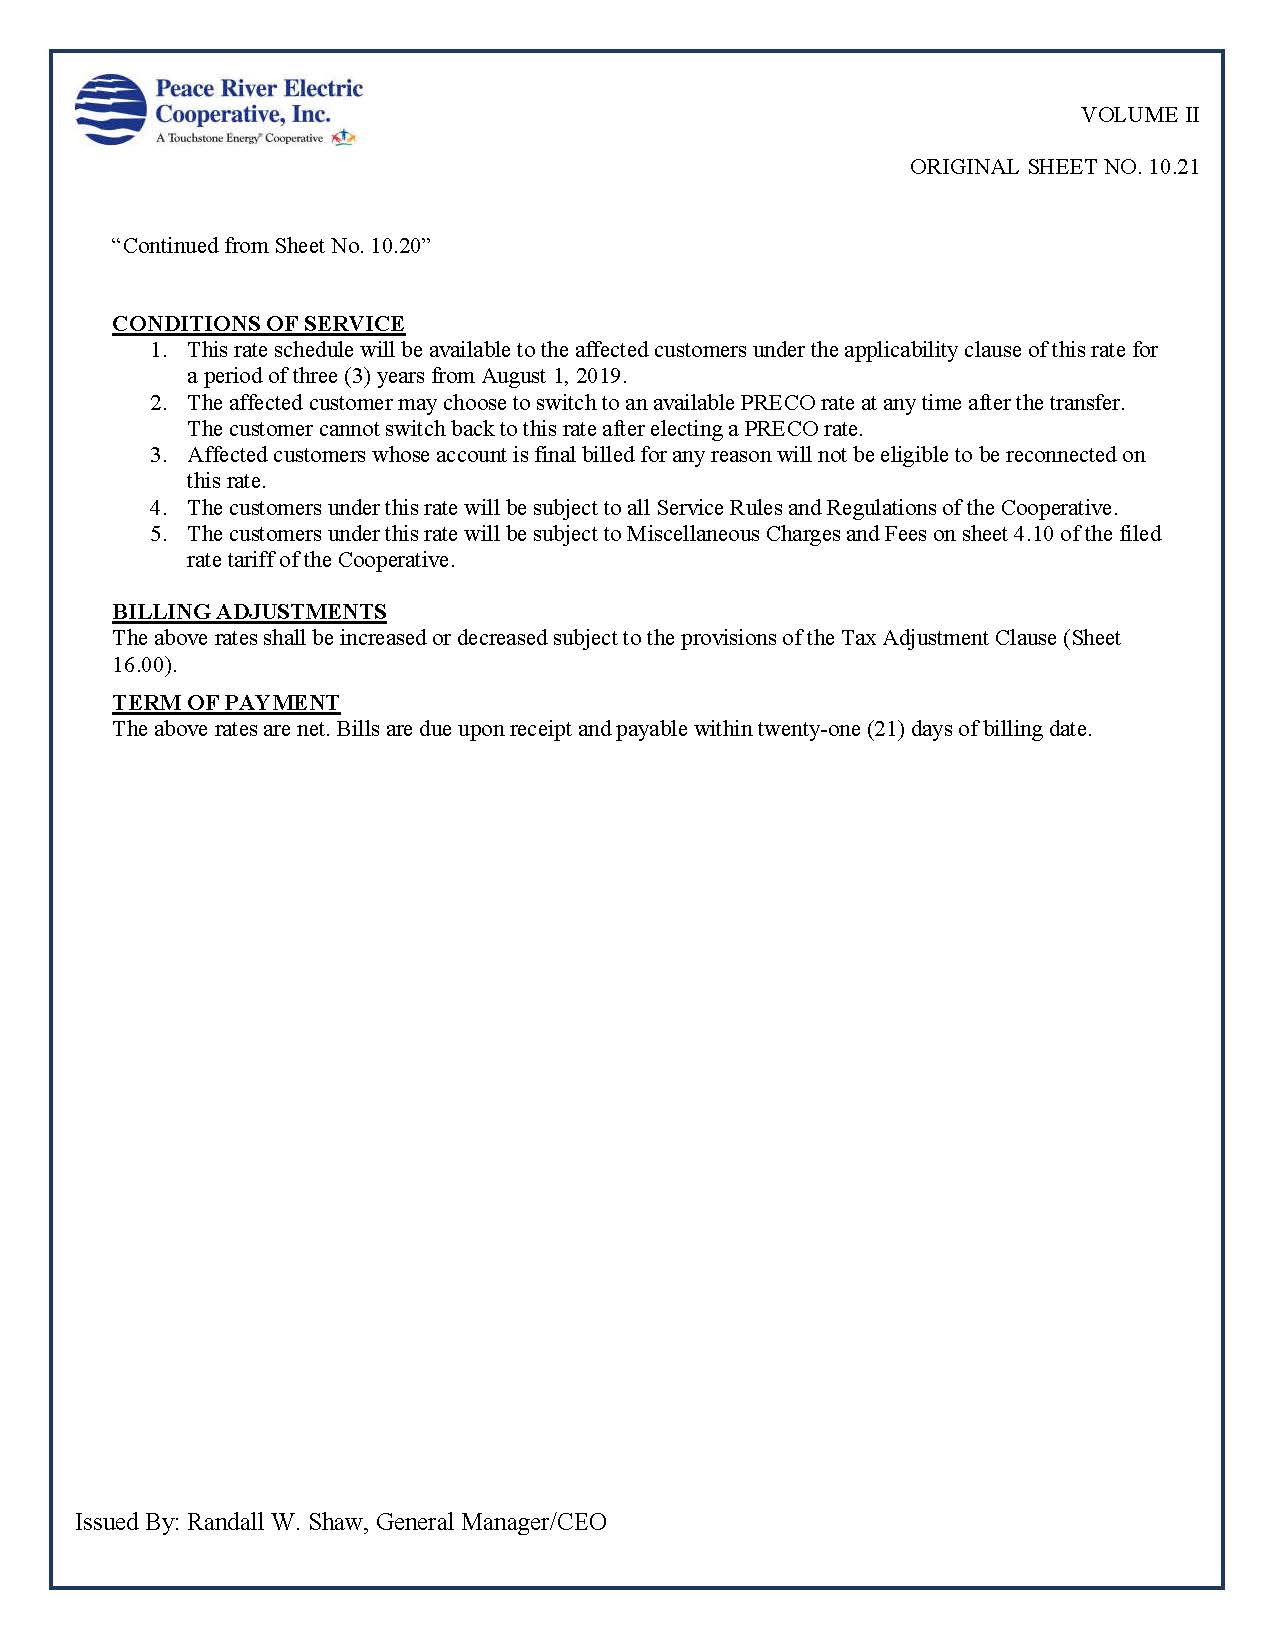 Peace River Electric
Cooperative, Inc.
A Touchstone Energy® Cooperative
VOLUME II
ORIGINAL SHEET NO. 10.21
“Continued from Sheet No. 10.20”
CONDITIONS OF SERVICE
1. This rate schedule will be available to the affected customers under the applicability clause of this rate for
a period of three (3) years from August 1, 2019.
2. The affected customer may choose to switch to an available PRECO rate at any time after the transfer.
The customer cannot switch back to this rate after electing a PRECO rate.
3. Affected customers whose account is final billed for any reason will not be eligible to be reconnected on
this rate.
4. The customers under this rate will be subject to all Service Rules and Regulations of the Cooperative.
5. The customers under this rate will be subject to Miscellaneous Charges and Fees on sheet 4.10 of the filed
rate tariff of the Cooperative.
BILLING ADJUSTMENTS
The above rates shall be increased or decreased subject to the provisions of the Tax Adjustment Clause (Sheet
16.00).
TERM OF PAYMENT
The above rates are net. Bills are due upon receipt and payable within twenty-one (21) days of billing date.
Issued By: Randall W. Shaw, General Manager/CEO